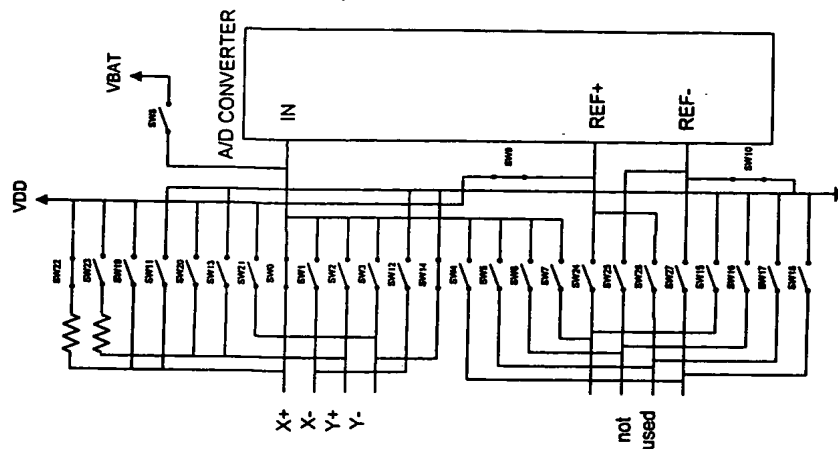 A/D CONVERTER
VBAT
SW8
IN
REF+
REF-
SW9
SW10
VDD
SW22
SW23
SW19
SW11
SW20
SW13
SW21
SW0
SW1
SW2
SW3
SW12
SW14
SW4
SW5
SW6
SW7
SW24
SW25
SW26
SW27
SW15
SW16
SW17
SW18
X+
X-
Y+
Y-
not
used